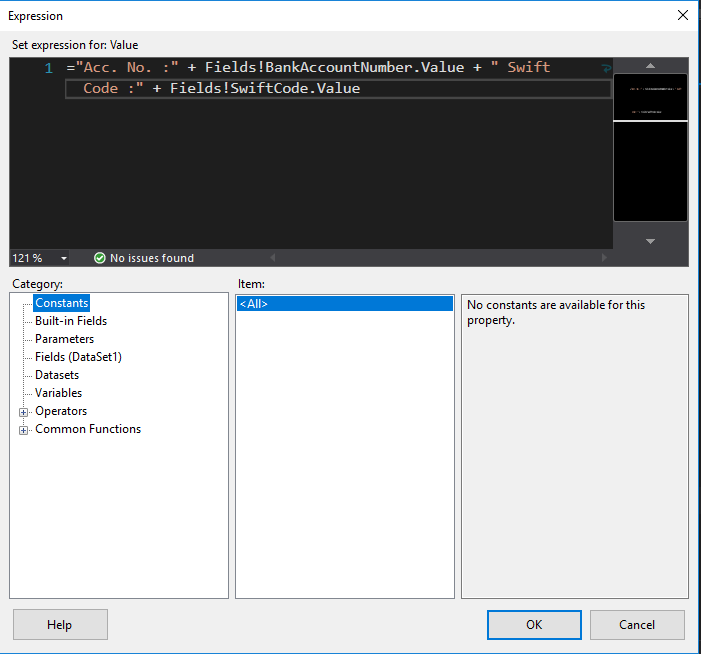 Expression
Set expression for: Value
1 ="Acc. No. :" + Fields!BankAccountNumber.Value + " Swift
Code :" + Fields!SwiftCode.Value
121 % No issues found
Category:
Item:
Constants
Built-in Fields
Parameters
Fields (DataSet1)
Datasets
Variables
Operators
Common Functions
<All>
No constants are available for this
property.
Help
OK
Cancel